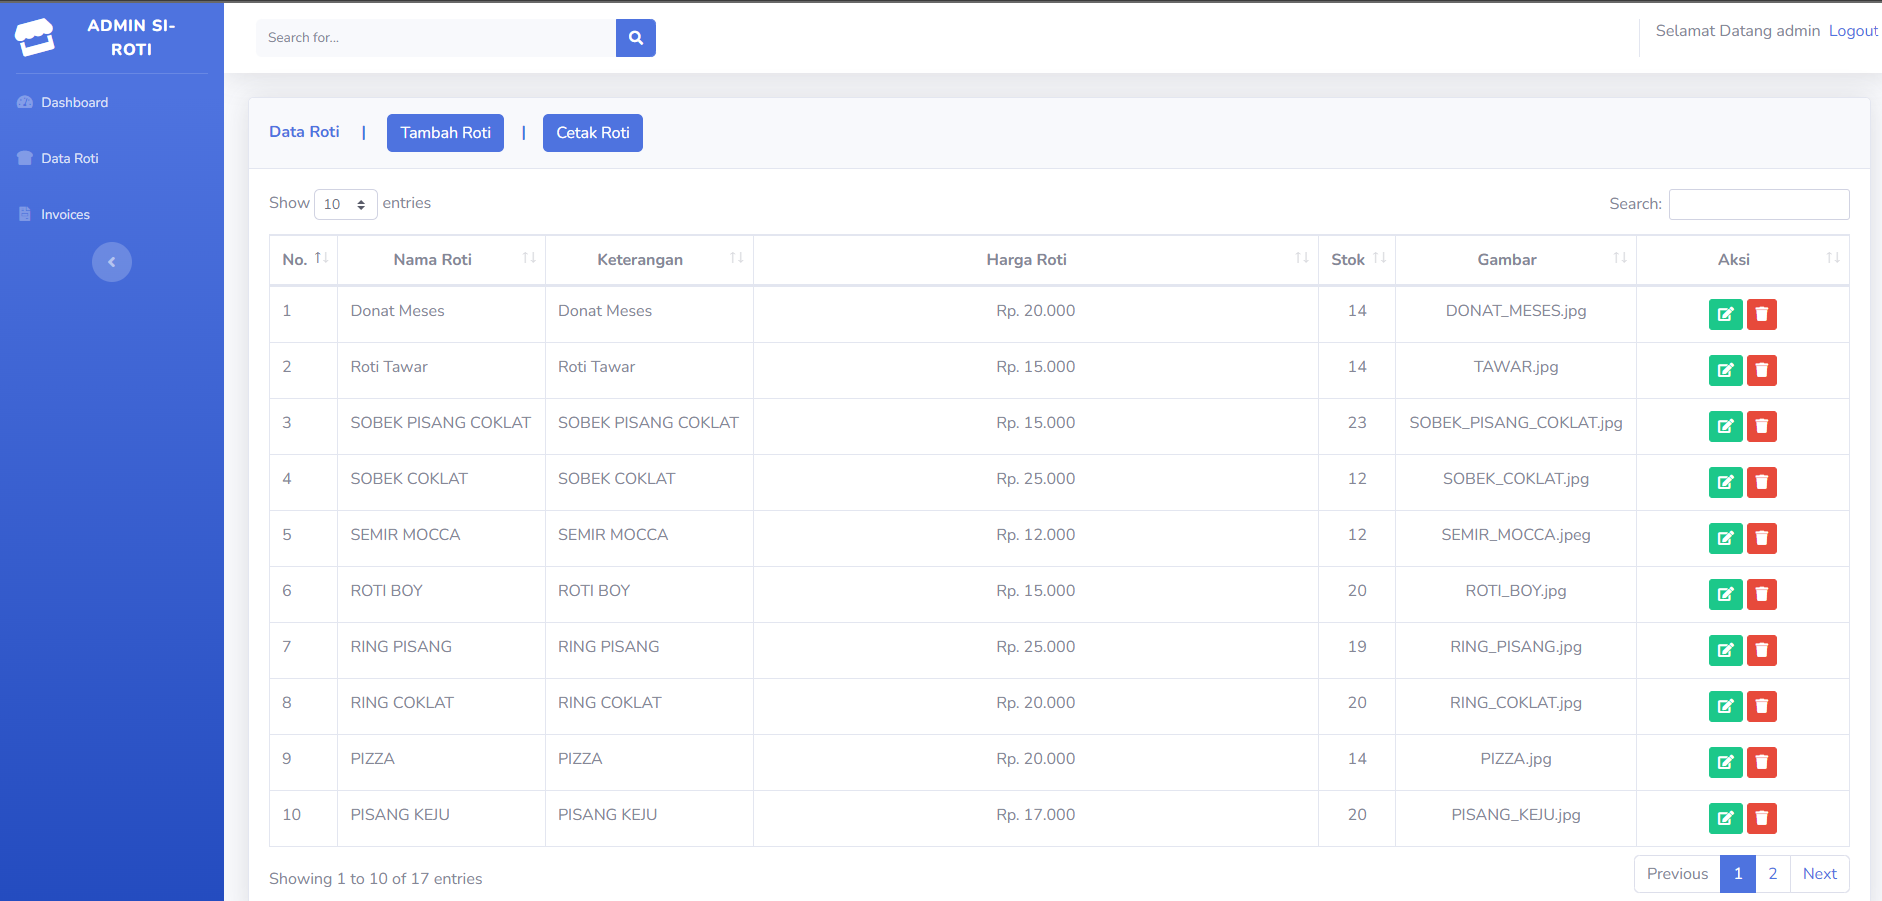 ADMIN SI-
ROTI
Dashboard
Data Roti
Invoices
Search for...
Selamat Datang admin Logout
Data Roti | Tambah Roti | Cetak Roti
Show 10 entries
Search:
No. Nama Roti Keterangan Harga Roti Stok Gambar Aksi
1 Donat Meses Donat Meses Rp. 20.000 14 DONAT_MESES.jpg
2 Roti Tawar Roti Tawar Rp. 15.000 14 TAWAR.jpg
3 SOBEK PISANG COKLAT SOBEK PISANG COKLAT Rp. 15.000 23 SOBEK_PISANG_COKLAT.jpg
4 SOBEK COKLAT SOBEK COKLAT Rp. 25.000 12 SOBEK_COKLAT.jpg
5 SEMIR MOCCA SEMIR MOCCA Rp. 12.000 12 SEMIR_MOCCA.jpeg
6 ROTI BOY ROTI BOY Rp. 15.000 20 ROTI_BOY.jpg
7 RING PISANG RING PISANG Rp. 25.000 19 RING_PISANG.jpg
8 RING COKLAT RING COKLAT Rp. 20.000 20 RING_COKLAT.jpg
9 PIZZA PIZZA Rp. 20.000 14 PIZZA.jpg
10 PISANG KEJU PISANG KEJU Rp. 17.000 20 PISANG_KEJU.jpg
Showing 1 to 10 of 17 entries
Previous 1 2 Next